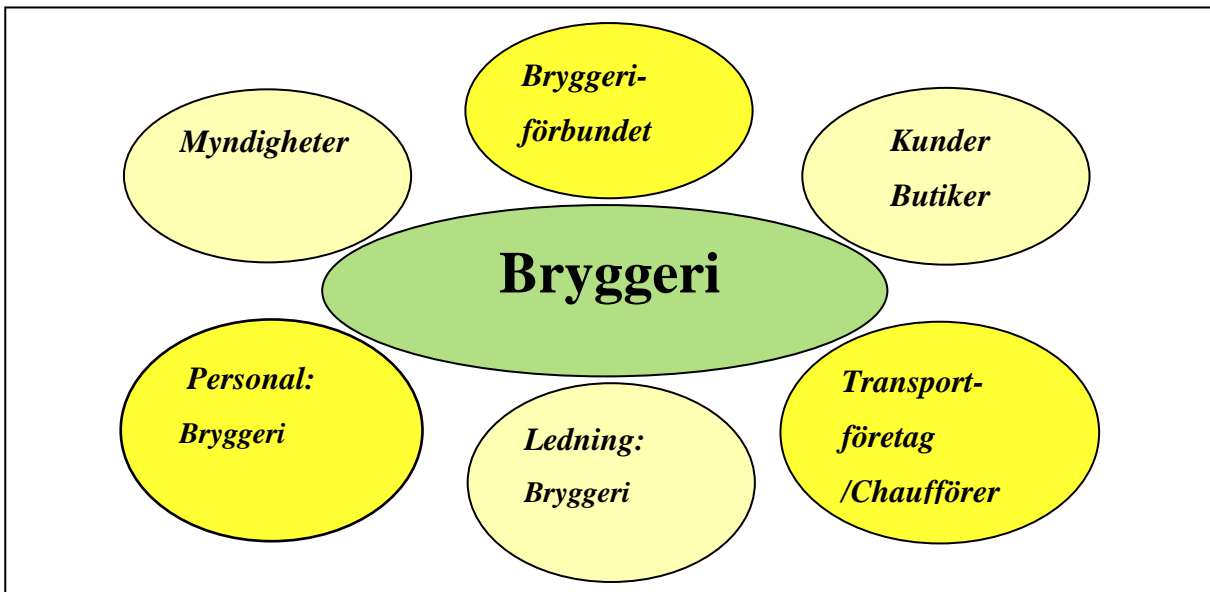 Bryggeri-
förbundet
Myndigheter
Kunder
Butiker
Bryggeri
Personal:
Bryggeri
Ledning:
Bryggeri
Transport-
företag
/Chaufförer